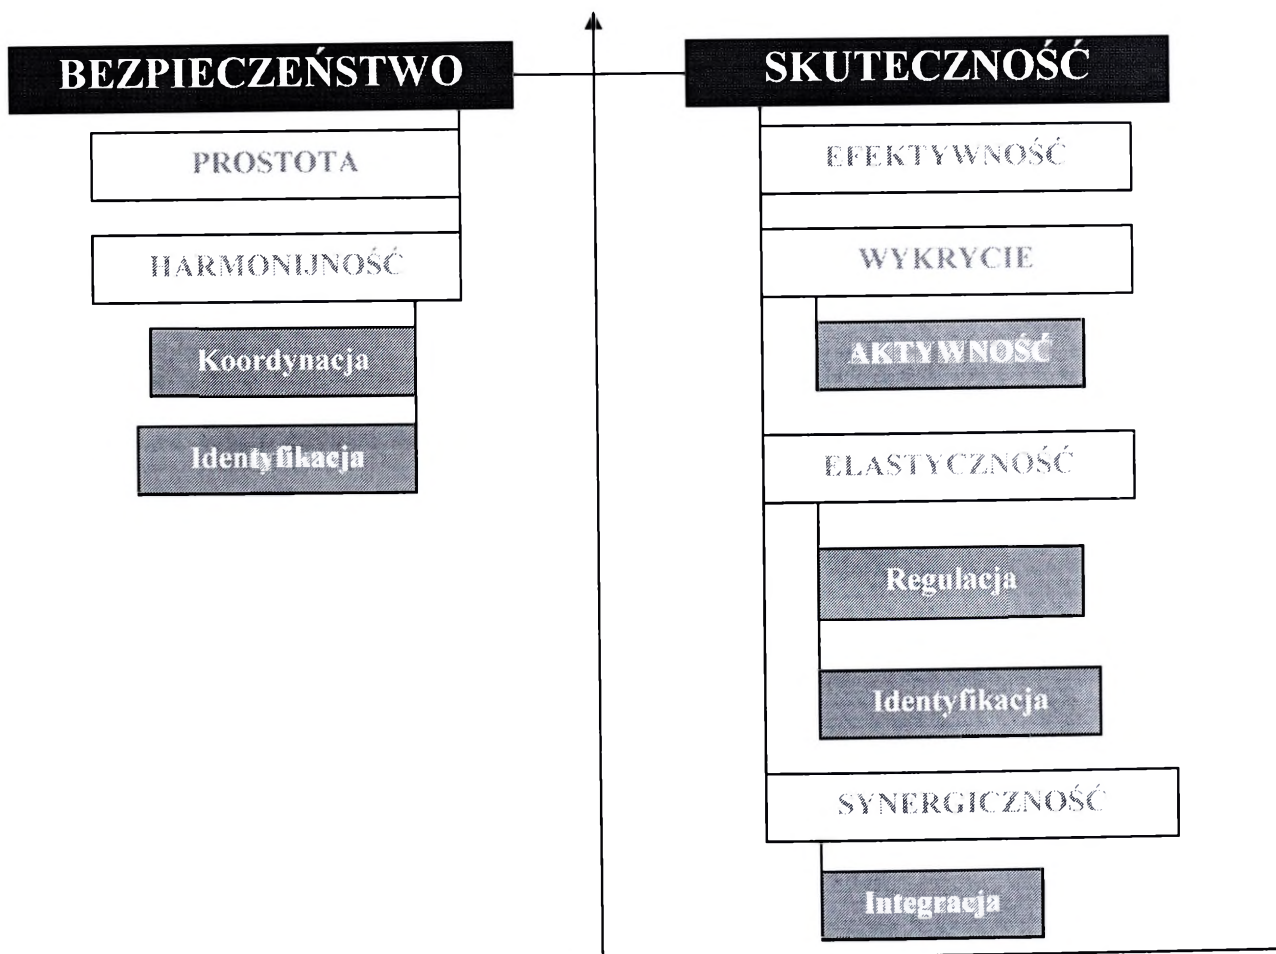 BEZPIECZEŃSTWO
PROSTOTA
HARMONIJNOŚĆ
Koordynacja
Identyfikacja
SKUTECZNOŚĆ
EFEKTYWNOŚĆ
WYKRYCIE
AKTYWNOŚĆ
ELASTYCZNOŚĆ
Regulacja
Identyfikacja
SYNERGICZNOŚĆ
Integracja